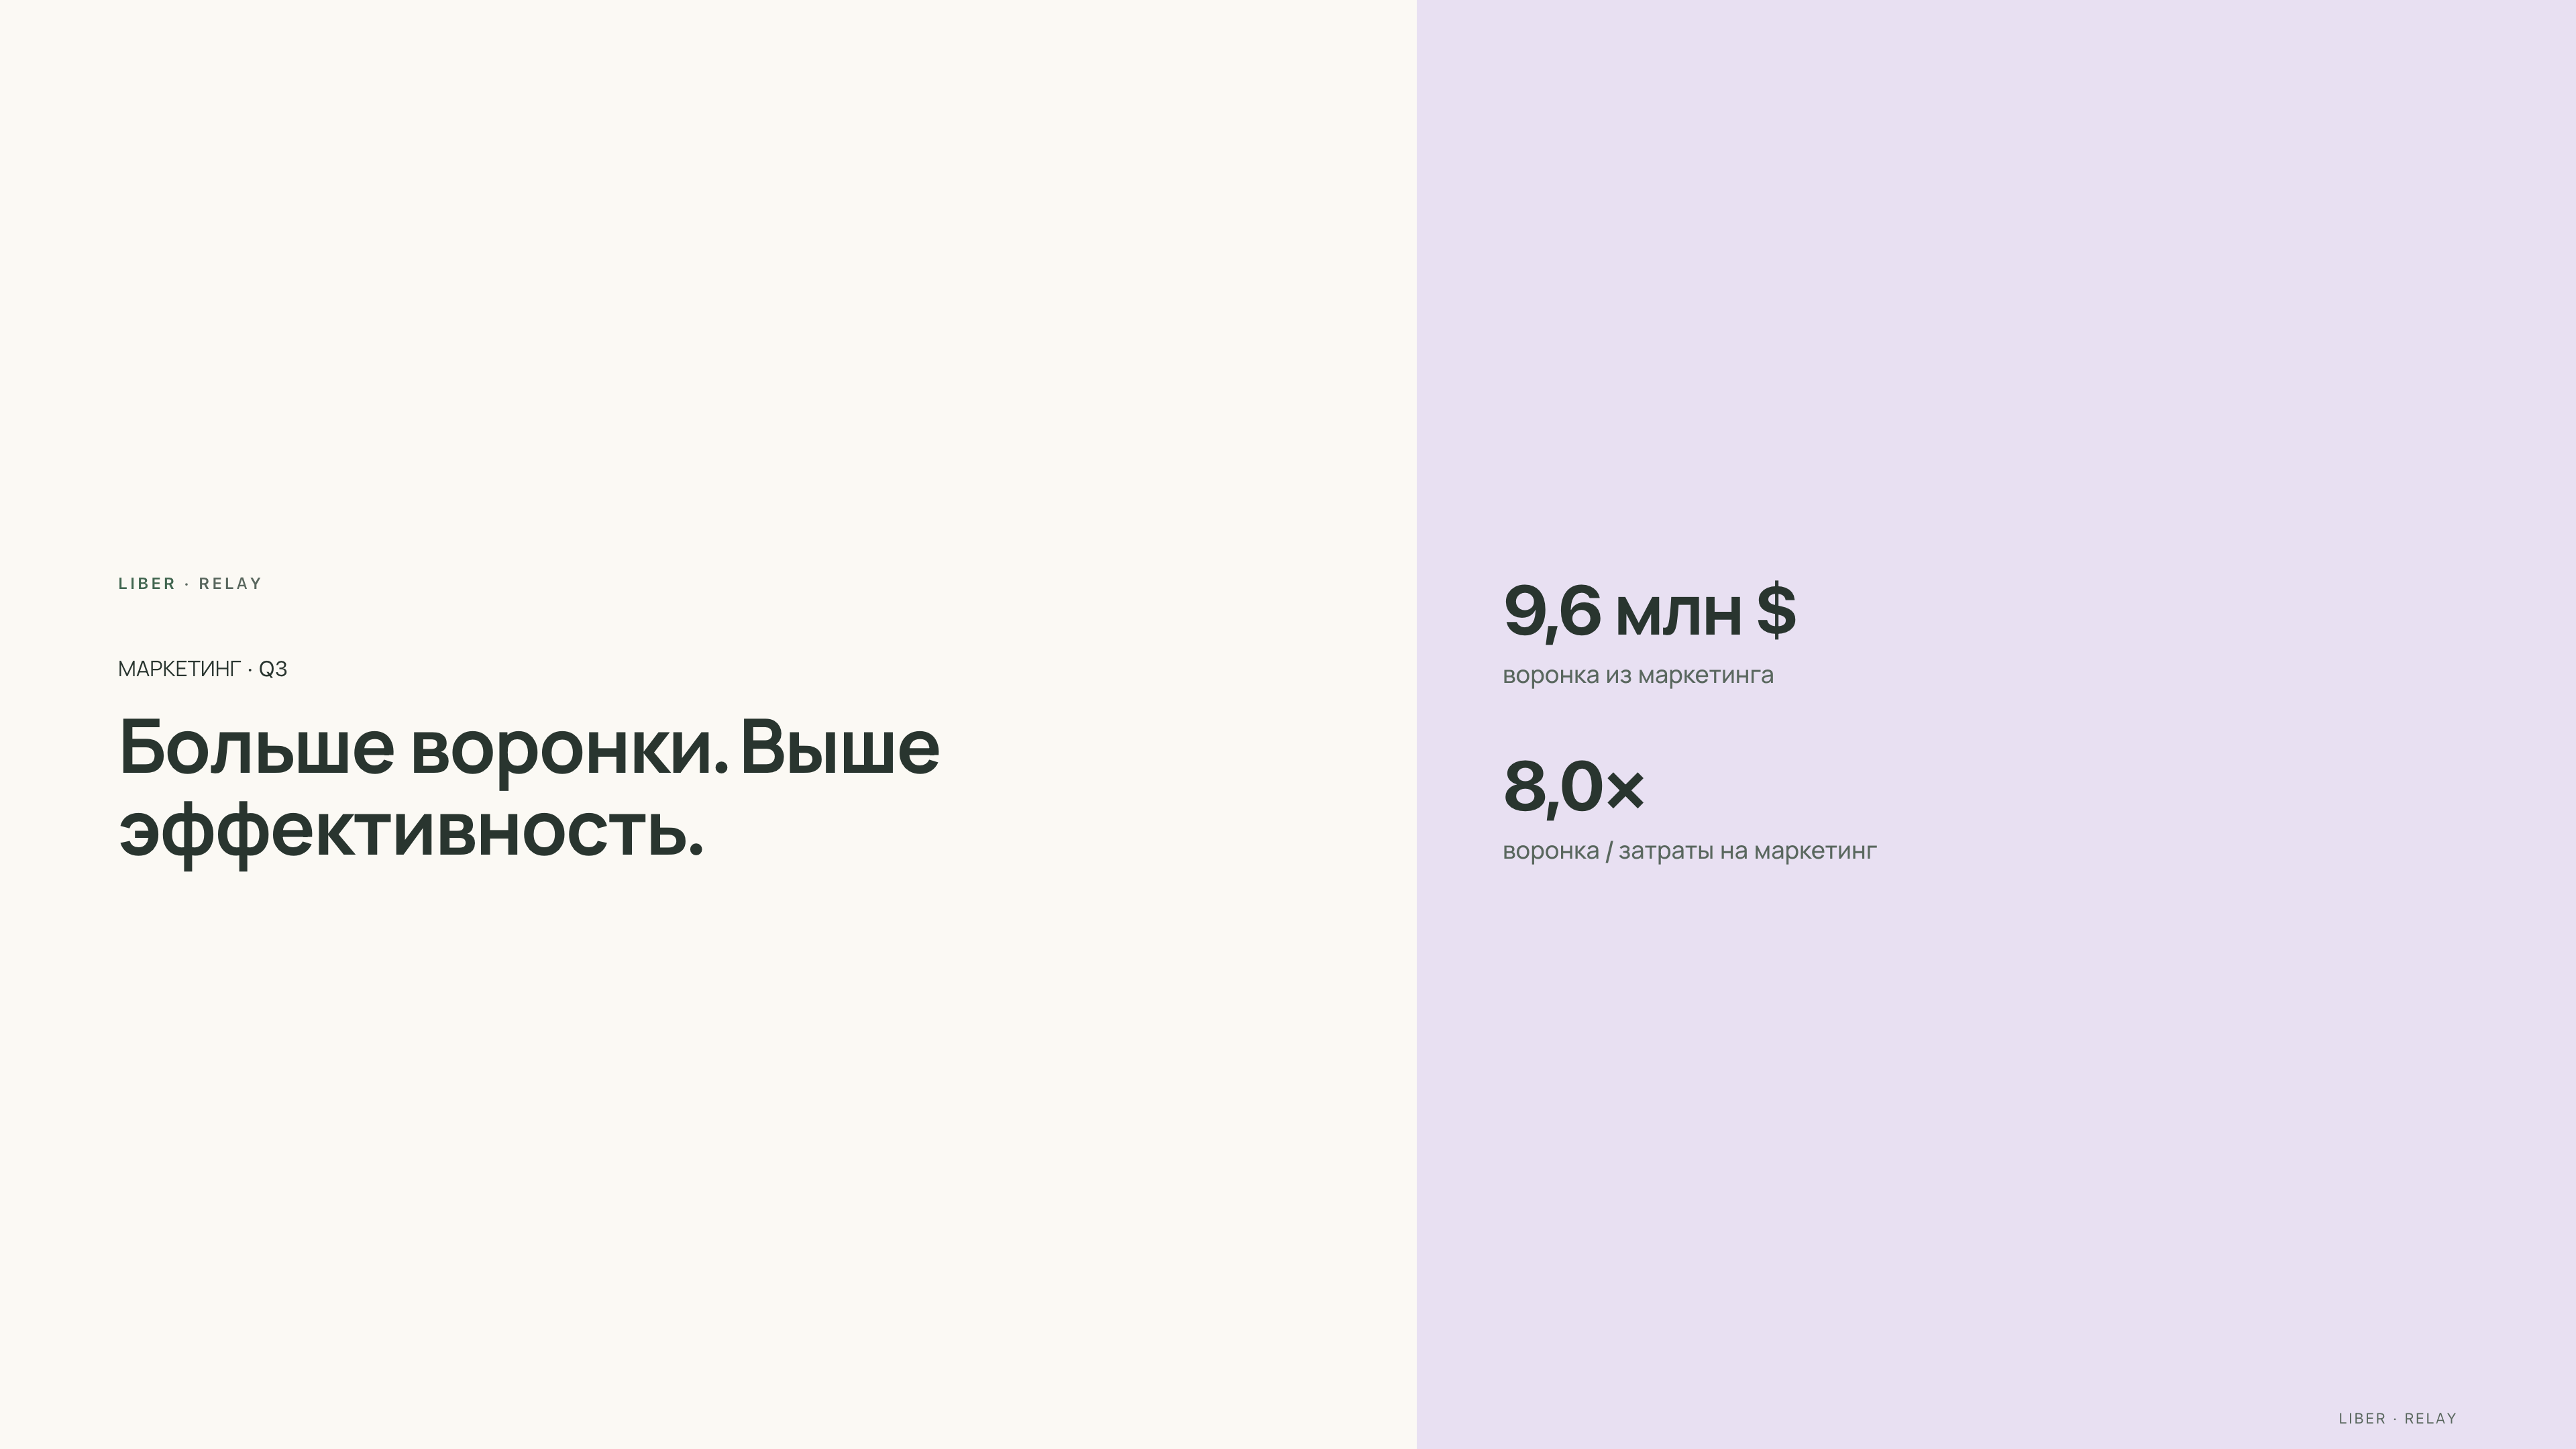 LIBER · RELAY
МАРКЕТИНГ · Q3
Больше воронки. Выше
эффективность.
9,6 млн $
воронка из маркетинга
8,0×
воронка / затраты на маркетинг
LIBER · RELAY